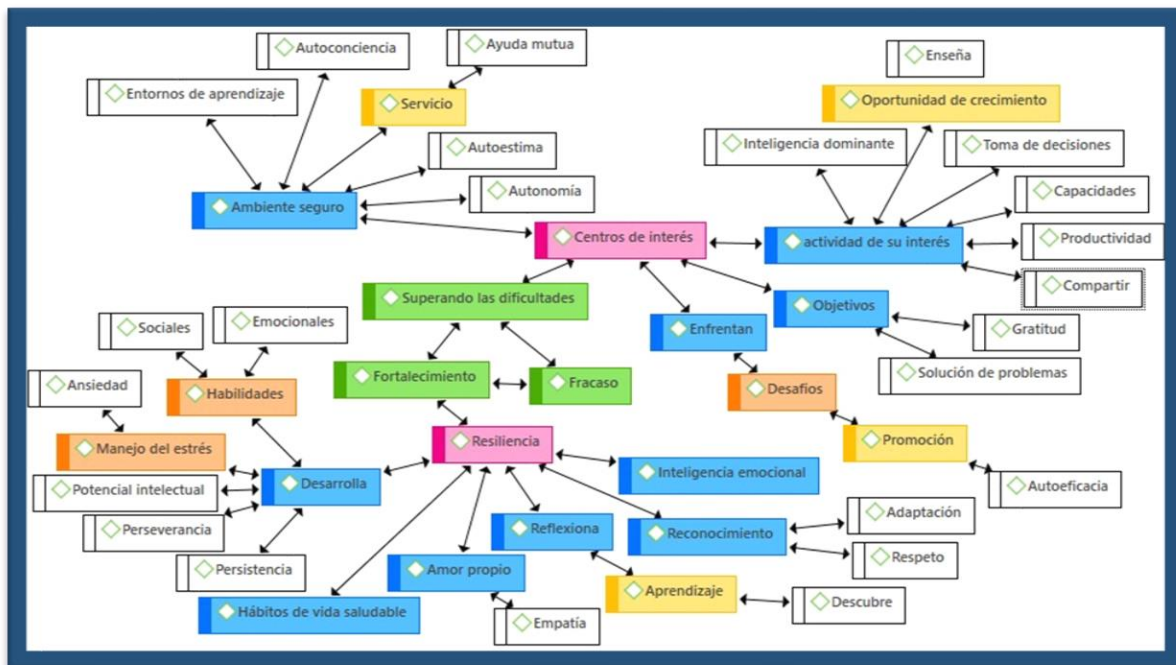 Autoconciencia
Ayuda mutua
Enseña
Entornos de aprendizaje
Servicio
Oportunidad de crecimiento
Autoestima
Inteligencia dominante
Toma de decisiones
Autonomía
Capacidades
Ambiente seguro
Centros de interés
actividad de su interés
Productividad
Compartir
Superando las dificultades
Objetivos
Sociales
Emocionales
Enfrentan
Gratitud
Ansiedad
Fortalecimiento
Fracaso
Solución de problemas
Habilidades
Desafios
Manejo del estrés
Resiliencia
Promoción
Potencial intelectual
Desarrolla
Inteligencia emocional
Autoeficacia
Perseverancia
Reflexiona
Reconocimiento
Adaptación
Persistencia
Amor propio
Respeto
Aprendizaje
Descubre
Hábitos de vida saludable
Empatía